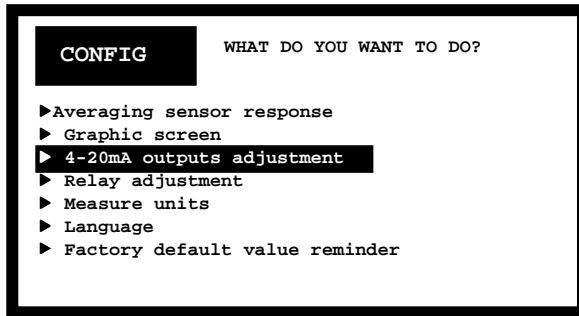 CONFIG
WHAT DO YOU WANT TO DO?
Averaging sensor response
Graphic screen
4-20mA outputs adjustment
Relay adjustment
Measure units
Language
Factory default value reminder